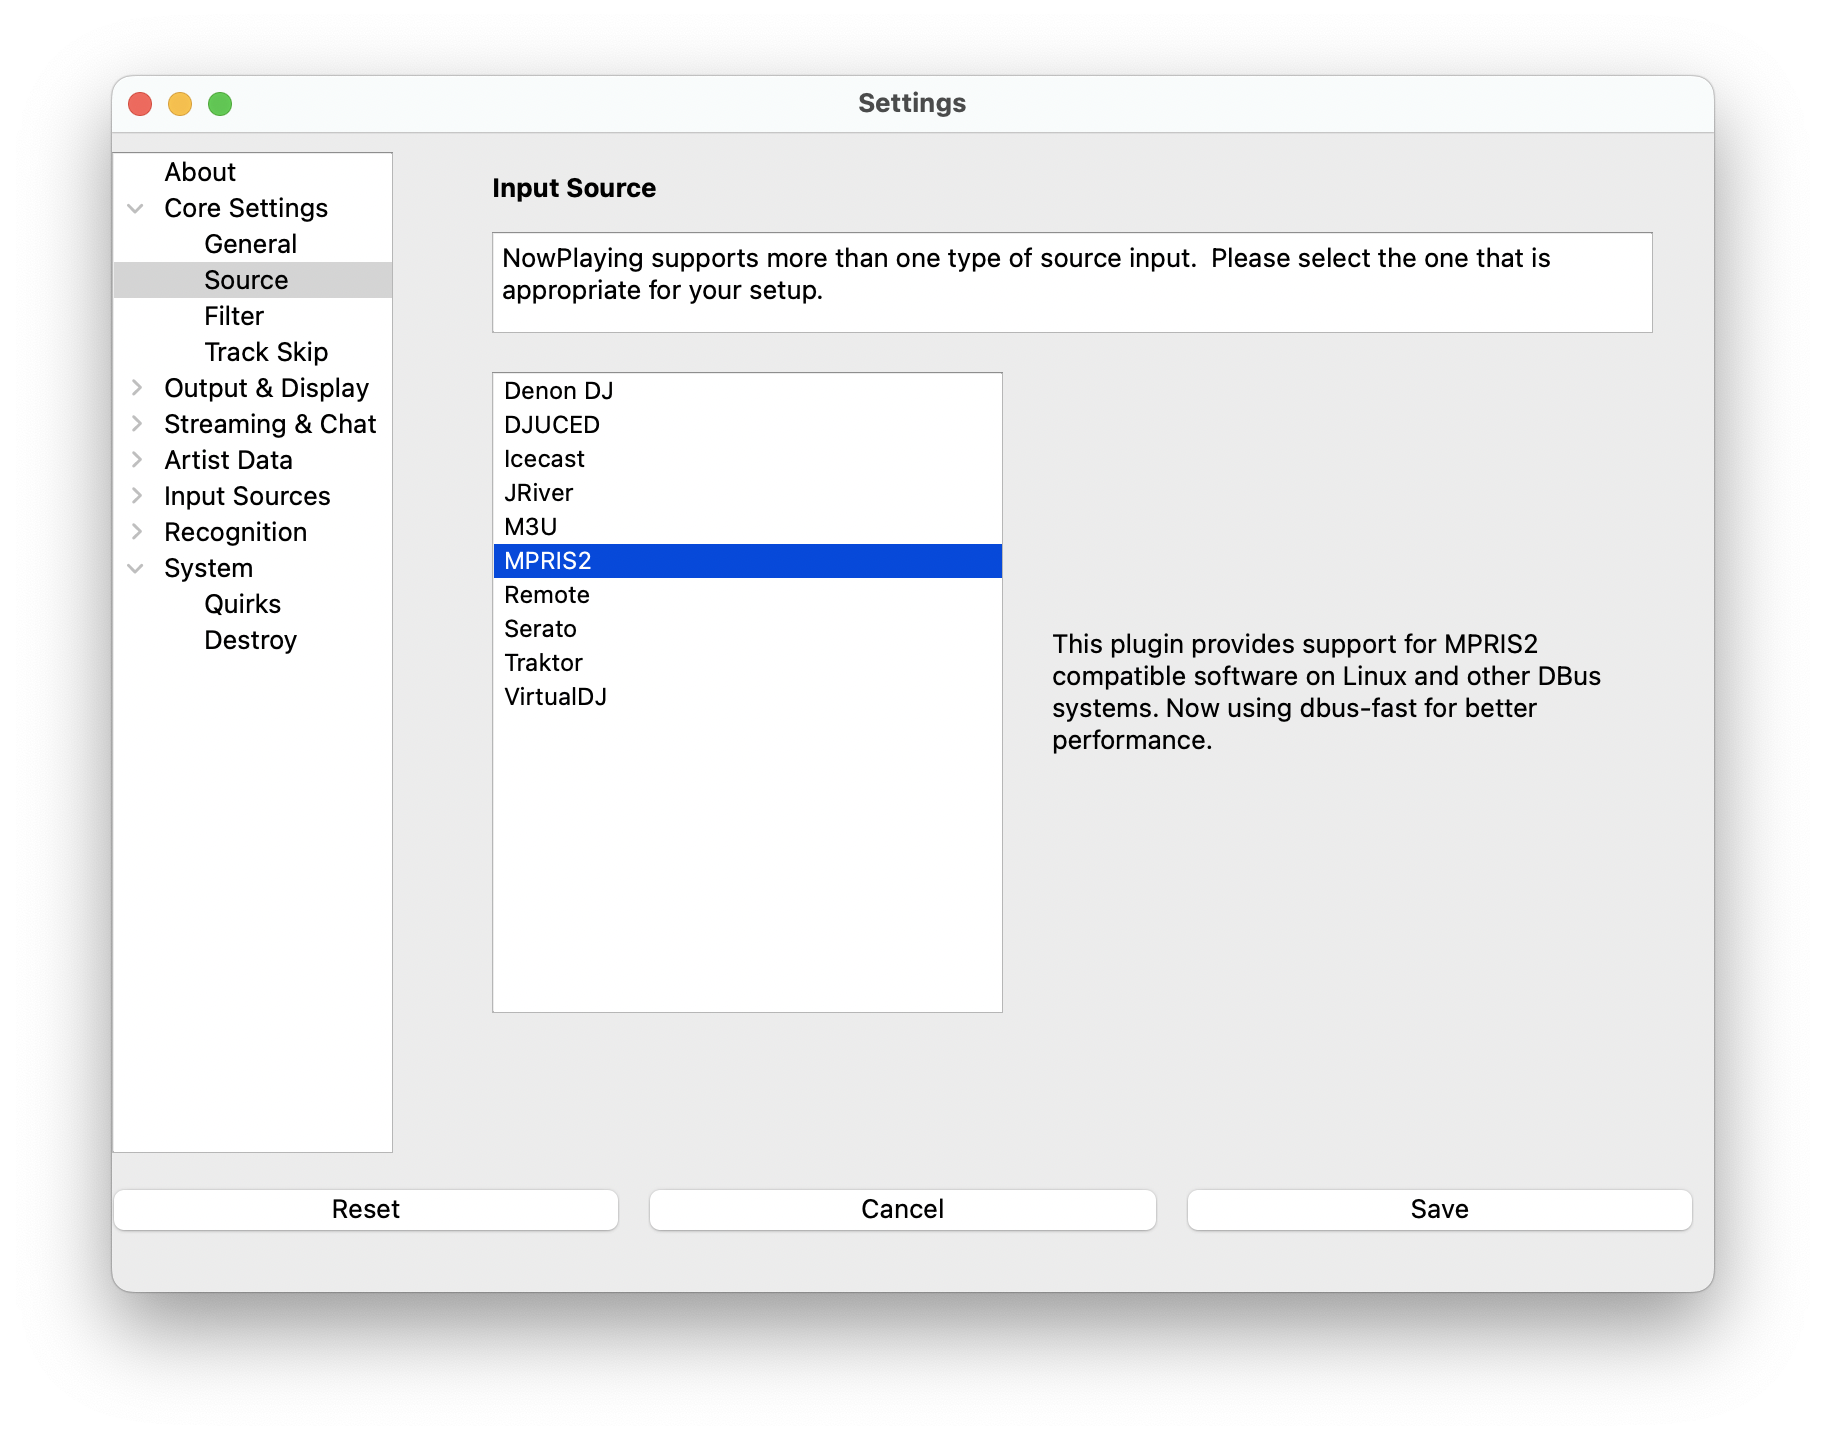 Settings
About
Core Settings
General
Source
Filter
Track Skip
Output & Display
Streaming & Chat
Artist Data
Input Sources
Recognition
System
Quirks
Destroy
Input Source
NowPlaying supports more than one type of source input.  Please select the one that is
appropriate for your setup.
Denon DJ
DJUCED
Icecast
JRiver
M3U
MPRIS2
Remote
Serato
Traktor
VirtualDJ
This plugin provides support for MPRIS2
compatible software on Linux and other DBus
systems. Now using dbus-fast for better
performance.
Reset
Cancel
Save